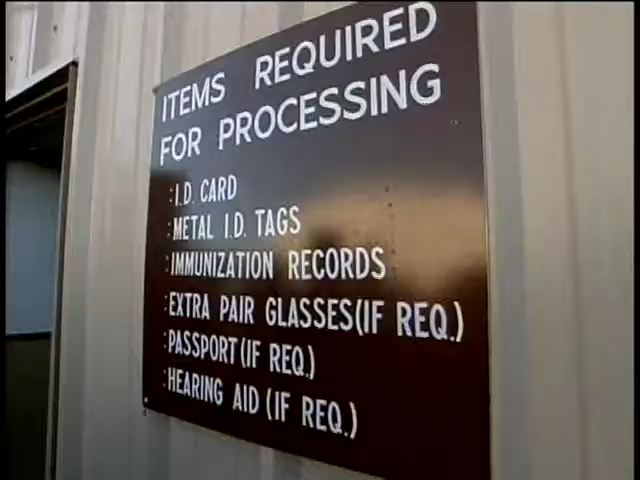 ITEMS REQUIRED
FOR PROCESSING
:I.D. CARD
:METAL I.D. TAGS
:IMMUNIZATION RECORDS
:EXTRA PAIR GLASSES(IF REQ.)
:PASSPORT(IF REQ.)
:HEARING AID (IF REQ.)